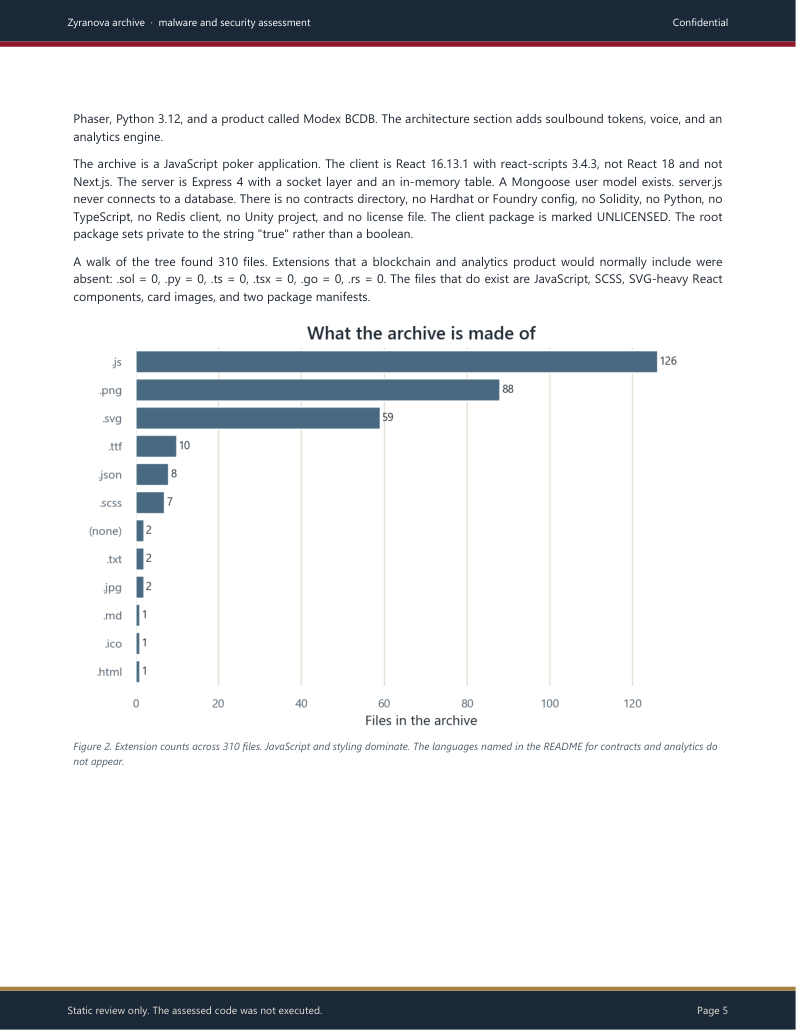 Zyranova archive · malware and security assessment
Confidential
Phaser, Python 3.12, and a product called Modex BCDB. The architecture section adds soulbound tokens, voice, and an
analytics engine.
The archive is a JavaScript poker application. The client is React 16.13.1 with react-scripts 3.4.3, not React 18 and not
Next.js. The server is Express 4 with a socket layer and an in-memory table. A Mongoose user model exists. server.js
never connects to a database. There is no contracts directory, no Hardhat or Foundry config, no Solidity, no Python, no
TypeScript, no Redis client, no Unity project, and no license file. The client package is marked UNLICENSED. The root
package sets private to the string "true" rather than a boolean.
A walk of the tree found 310 files. Extensions that a blockchain and analytics product would normally include were
absent: .sol = 0, .py = 0, .ts = 0, .tsx = 0, .go = 0, .rs = 0. The files that do exist are JavaScript, SCSS, SVG-heavy React
components, card images, and two package manifests.
What the archive is made of
.js 126
.png 88
.svg 59
.ttf 10
.json 8
.scss 7
(none) 2
.txt 2
.jpg 2
.md 1
.ico 1
.html 1
0 20 40 60 80 100 120
Files in the archive
Figure 2. Extension counts across 310 files. JavaScript and styling dominate. The languages named in the README for contracts and analytics do
not appear.
Static review only. The assessed code was not executed.
Page 5